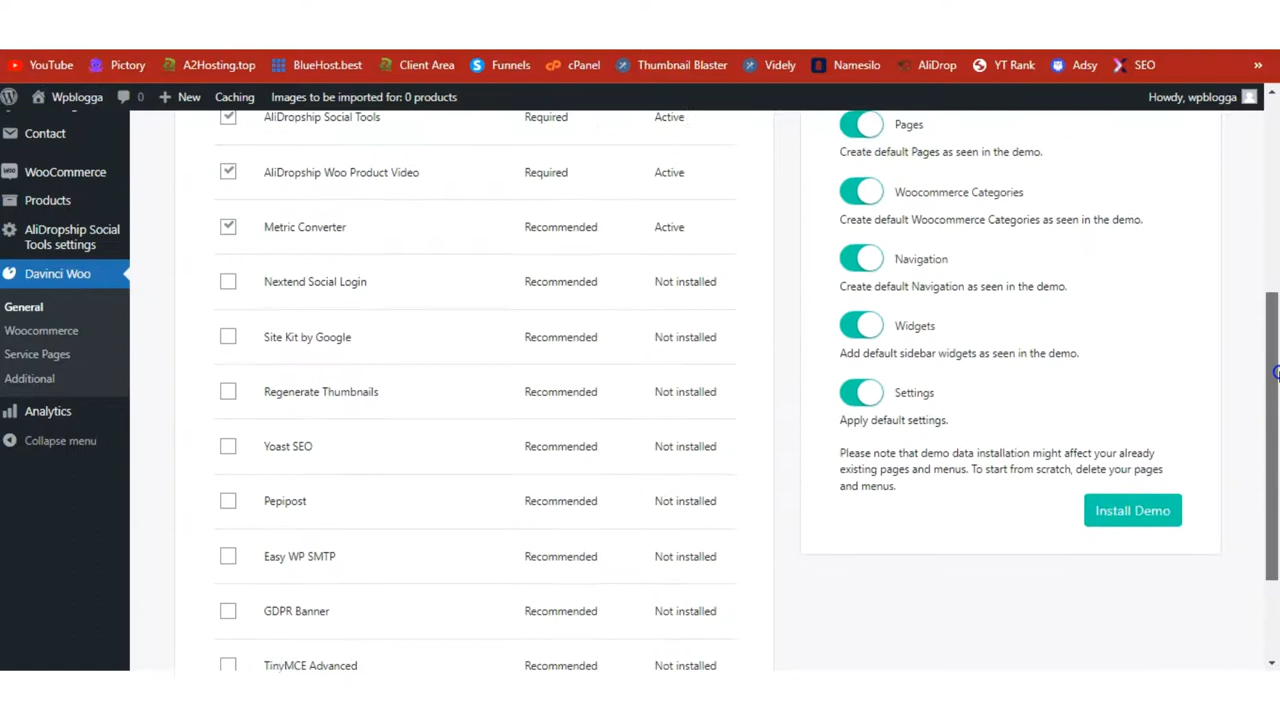 YouTube Pictory A2Hosting.top BlueHost.best Client Area Funnels cPanel Thumbnail Blaster Videly Namesilo AliDrop YT Rank Adsy SEO »
Wpblogga 0 + New Caching Images to be imported for: 0 products Howdy, wpblogga
Contact
WooCommerce
Products
AliDropship Social
Tools settings
Davinci Woo
General
Woocommerce
Service Pages
Additional
Analytics
Collapse menu
AliDropship Social Tools Required Active
AliDropship Woo Product Video Required Active
Metric Converter Recommended Active
Nextend Social Login Recommended Not installed
Site Kit by Google Recommended Not installed
Regenerate Thumbnails Recommended Not installed
Yoast SEO Recommended Not installed
Pepipost Recommended Not installed
Easy WP SMTP Recommended Not installed
GDPR Banner Recommended Not installed
TinyMCE Advanced Recommended Not installed
Pages
Create default Pages as seen in the demo.
Woocommerce Categories
Create default Woocommerce Categories as seen in the demo.
Navigation
Create default Navigation as seen in the demo.
Widgets
Add default sidebar widgets as seen in the demo.
Settings
Apply default settings.
Please note that demo data installation might affect your already
existing pages and menus. To start from scratch, delete your pages
and menus.
Install Demo